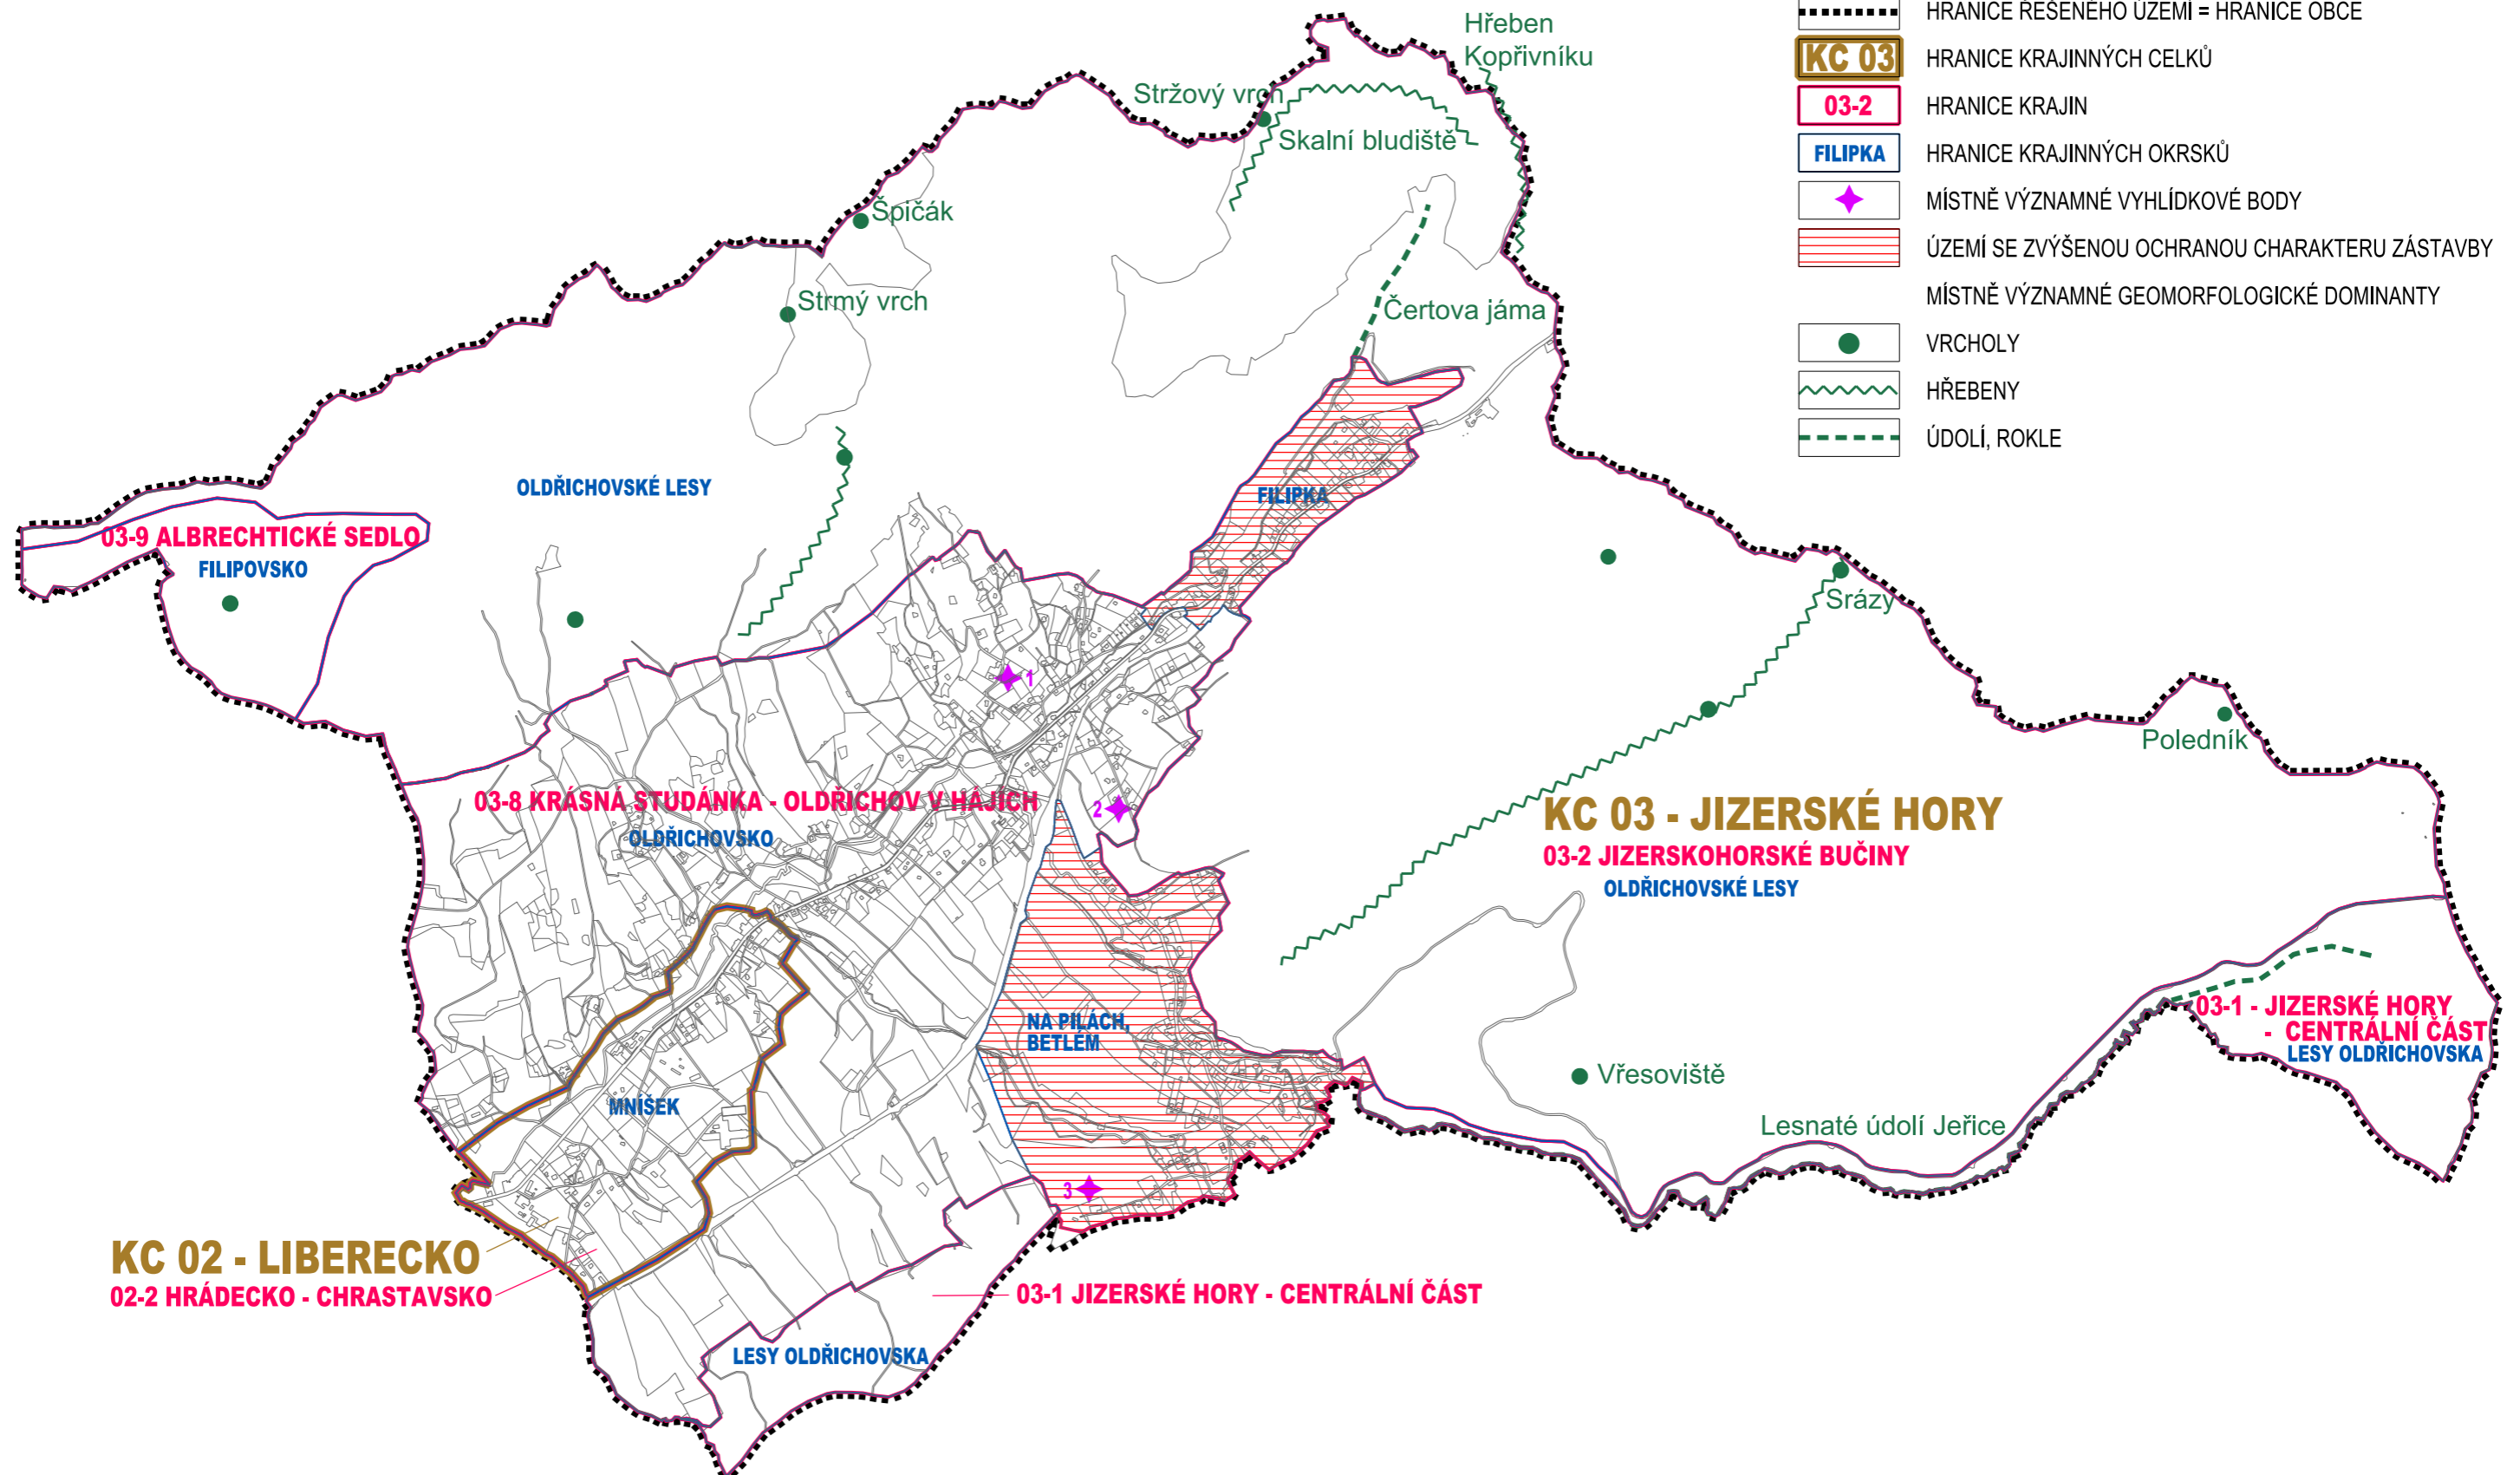 HRANICE ŘEŠENÉHO ÚZEMÍ = HRANICE OBCE
KC 03
HRANICE KRAJINNÝCH CELKŮ
03-2
HRANICE KRAJIN
FILIPKA
HRANICE KRAJINNÝCH OKRSKŮ
MÍSTNĚ VÝZNAMNÉ VYHLÍDKOVÉ BODY
ÚZEMÍ SE ZVÝŠENOU OCHRANOU CHARAKTERU ZÁSTAVBY
MÍSTNĚ VÝZNAMNÉ GEOMORFOLOGICKÉ DOMINANTY
VRCHOLY
HŘEBENY
ÚDOLÍ, ROKLE
Hřeben
Kopřivníku
Stržový vrch
Skalní bludiště
Špičák
Strmý vrch
Čertova jáma
OLDŘICHOVSKÉ LESY
FILIPKA
03-9 ALBRECHTICKÉ SEDLO
FILIPOVSKO
Srázy
1
Poledník
03-8 KRÁSNÁ STUDÁNKA - OLDŘICHOV V HÁJÍCH
OLDŘICHOVSKO
2
KC 03 - JIZERSKÉ HORY
03-2 JIZERSKOHORSKÉ BUČINY
OLDŘICHOVSKÉ LESY
03-1 - JIZERSKÉ HORY
- CENTRÁLNÍ ČÁST
LESY OLDŘICHOVSKA
NA PILÁCH,
BETLÉM
Vřesoviště
MNÍŠEK
Lesnaté údolí Jeřice
3
KC 02 - LIBERECKO
02-2 HRÁDECKO - CHRASTAVSKO
03-1 JIZERSKÉ HORY - CENTRÁLNÍ ČÁST
LESY OLDŘICHOVSKA